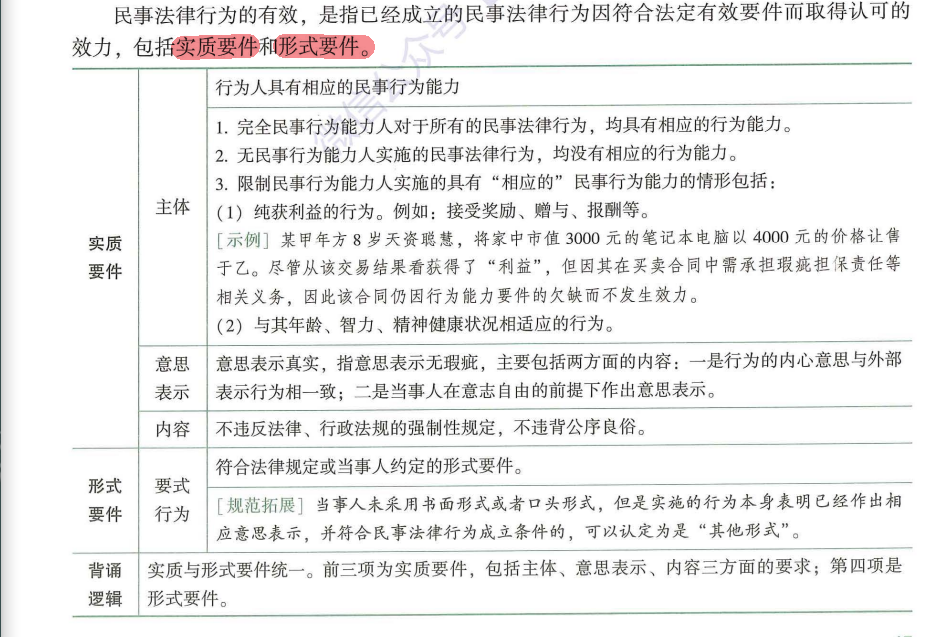 民事法律行为的有效，是指已经成立的民事法律行为因符合法定有效要件而取得认可的
效力，包括实质要件和形式要件。
微信公众号
行为人具有相应的民事行为能力
1. 完全民事行为能力人对于所有的民事法律行为，均具有相应的行为能力。
2. 无民事行为能力人实施的民事法律行为，均没有相应的行为能力。
3. 限制民事行为能力人实施的具有“相应的”民事行为能力的情形包括：
主体
（1）纯获利益的行为。例如：接受奖励、赠与、报酬等。
实质
要件
［示例］某甲年方 8 岁天资聪慧，将家中市值 3000 元的笔记本电脑以 4000 元的价格让售
于乙。尽管从该交易结果看获得了“利益”，但因其在买卖合同中需承担瑕疵担保责任等
相关义务，因此该合同仍因行为能力要件的欠缺而不发生效力。
（2）与其年龄、智力、精神健康状况相适应的行为。
意思
表示
意思表示真实，指意思表示无瑕疵，主要包括两方面的内容：一是行为的内心意思与外部
表示行为相一致；二是当事人在意志自由的前提下作出意思表示。
内容
不违反法律、行政法规的强制性规定，不违背公序良俗。
形式
要件
要式
行为
符合法律规定或当事人约定的形式要件。
［规范拓展］当事人未采用书面形式或者口头形式，但是实施的行为本身表明已经作出相
应意思表示，并符合民事法律行为成立条件的，可以认定为是“其他形式”。
背诵
逻辑
实质与形式要件统一。前三项为实质要件，包括主体、意思表示、内容三方面的要求；第四项是
形式要件。